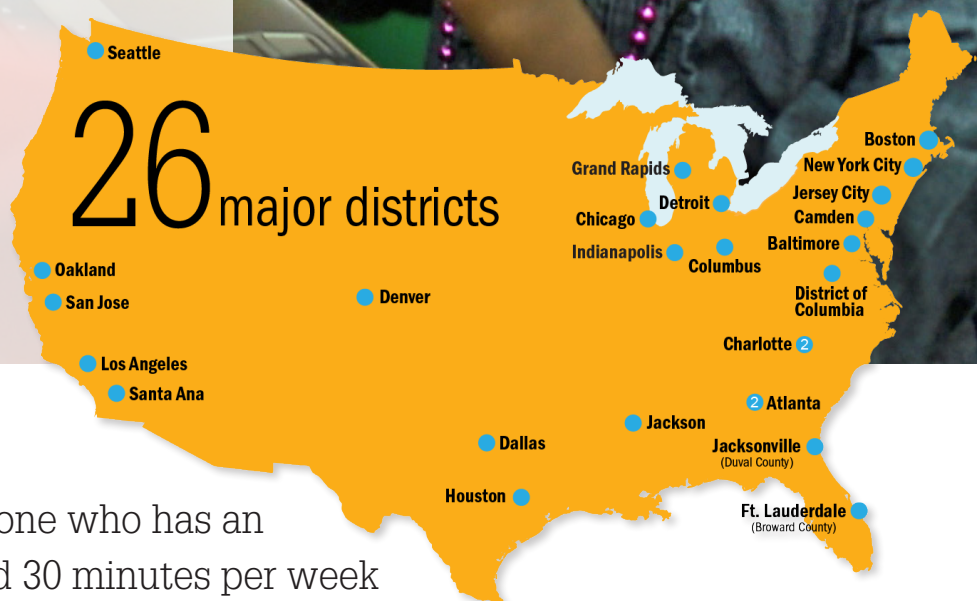 Seattle
26 major districts
Boston
New York City
Grand Rapids
Jersey City
Detroit
Camden
Chicago
Baltimore
Indianapolis
Columbus
Oakland
District of
Columbia
San Jose
Denver
Charlotte 2
Los Angeles
Santa Ana
2 Atlanta
Jackson
Dallas
Jacksonville
(Duval County)
Houston
Ft. Lauderdale
(Broward County)
one who has an
30 minutes per week